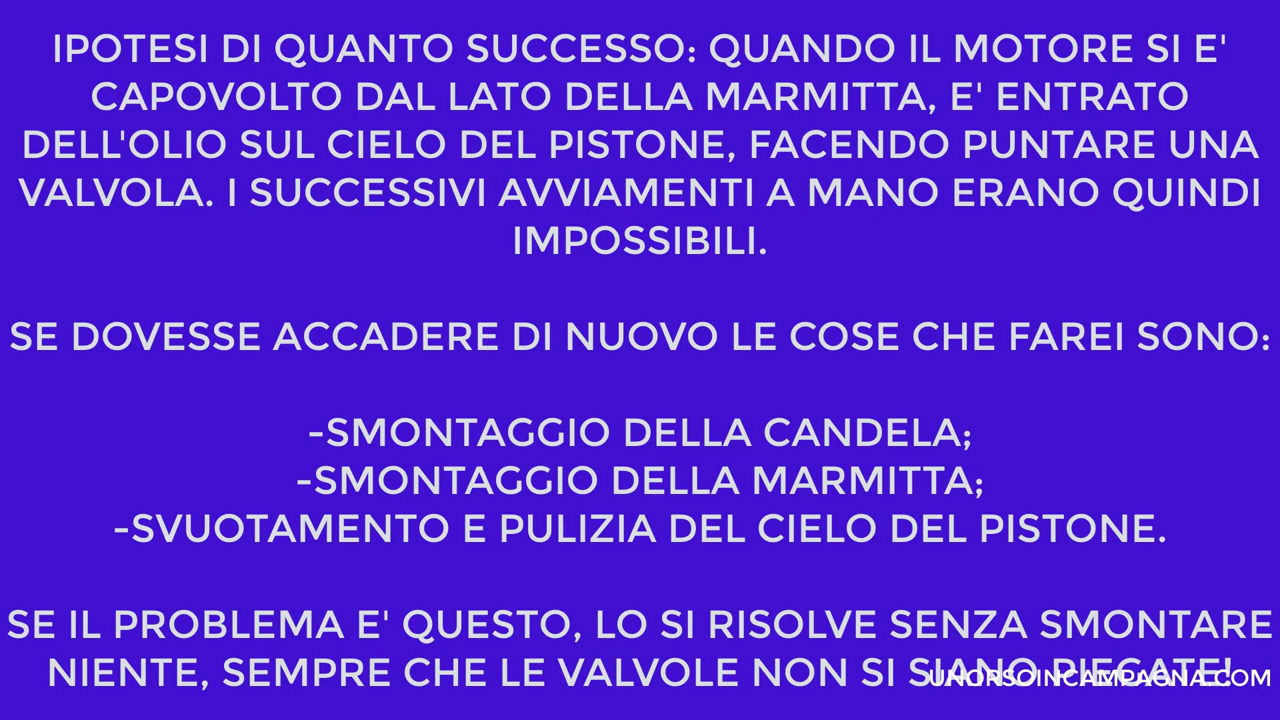 IPOTESI DI QUANTO SUCCESSO: QUANDO IL MOTORE SI E'
CAPOVOLTO DAL LATO DELLA MARMITTA, E' ENTRATO
DELL'OLIO SUL CIELO DEL PISTONE, FACENDO PUNTARE UNA
VALVOLA. I SUCCESSIVI AVVIAMENTI A MANO ERANO QUINDI
IMPOSSIBILI.
SE DOVESSE ACCADERE DI NUOVO LE COSE CHE FAREI SONO:
-SMONTAGGIO DELLA CANDELA;
-SMONTAGGIO DELLA MARMITTA;
-SVUOTAMENTO E PULIZIA DEL CIELO DEL PISTONE.
SE IL PROBLEMA E' QUESTO, LO SI RISOLVE SENZA SMONTARE
NIENTE, SEMPRE CHE LE VALVOLE NON SI SIANO PIEGATE!
UNORSOINCAMPAGNA.COM